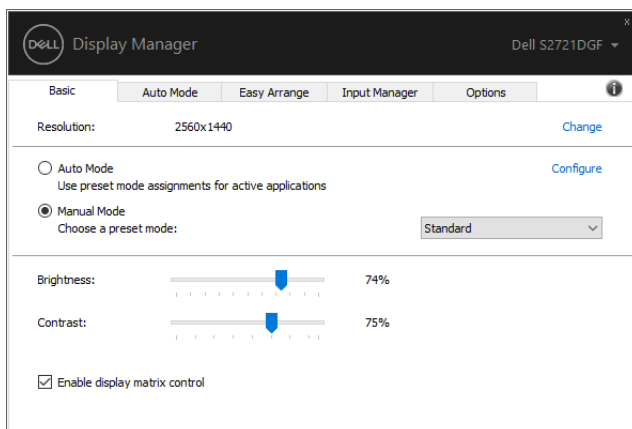 DELL Display Manager Dell S2721DGF
x
Basic Auto Mode Easy Arrange Input Manager Options i
Resolution: 2560x1440 Change
Auto Mode Configure
Use preset mode assignments for active applications
Manual Mode
Choose a preset mode: Standard
Brightness: 74%
Contrast: 75%
Enable display matrix control